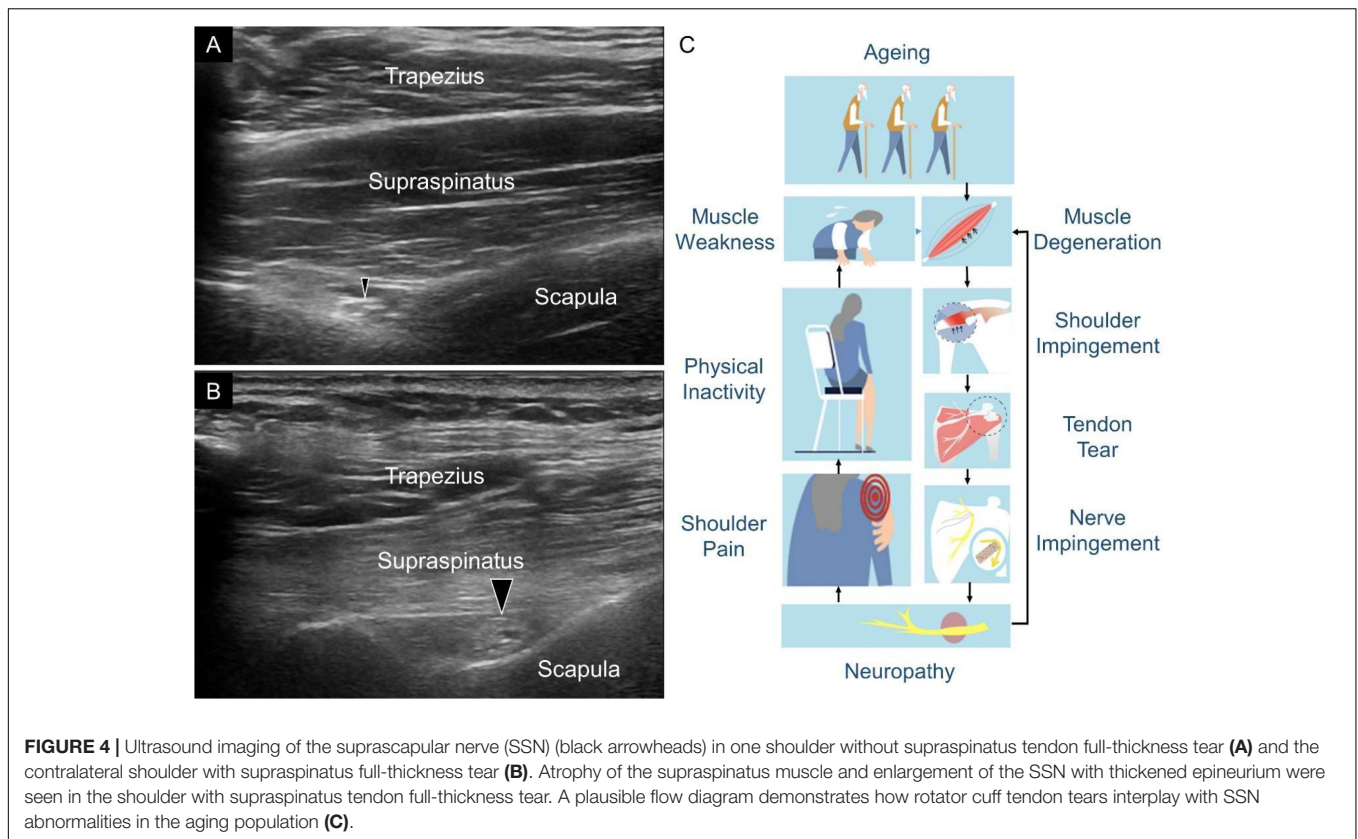 A
Trapezius
Supraspinatus
Scapula
B
Trapezius
Supraspinatus
Scapula
C
Ageing
Muscle
Weakness
Muscle
Degeneration
Shoulder
Impingement
Physical
Inactivity
Tendon
Tear
Shoulder
Pain
Nerve
Impingement
Neuropathy
FIGURE 4 | Ultrasound imaging of the suprascapular nerve (SSN) (black arrowheads) in one shoulder without supraspinatus tendon full-thickness tear (A) and the
contralateral shoulder with supraspinatus full-thickness tear (B). Atrophy of the supraspinatus muscle and enlargement of the SSN with thickened epineurium were
seen in the shoulder with supraspinatus tendon full-thickness tear. A plausible flow diagram demonstrates how rotator cuff tendon tears interplay with SSN
abnormalities in the aging population (C).